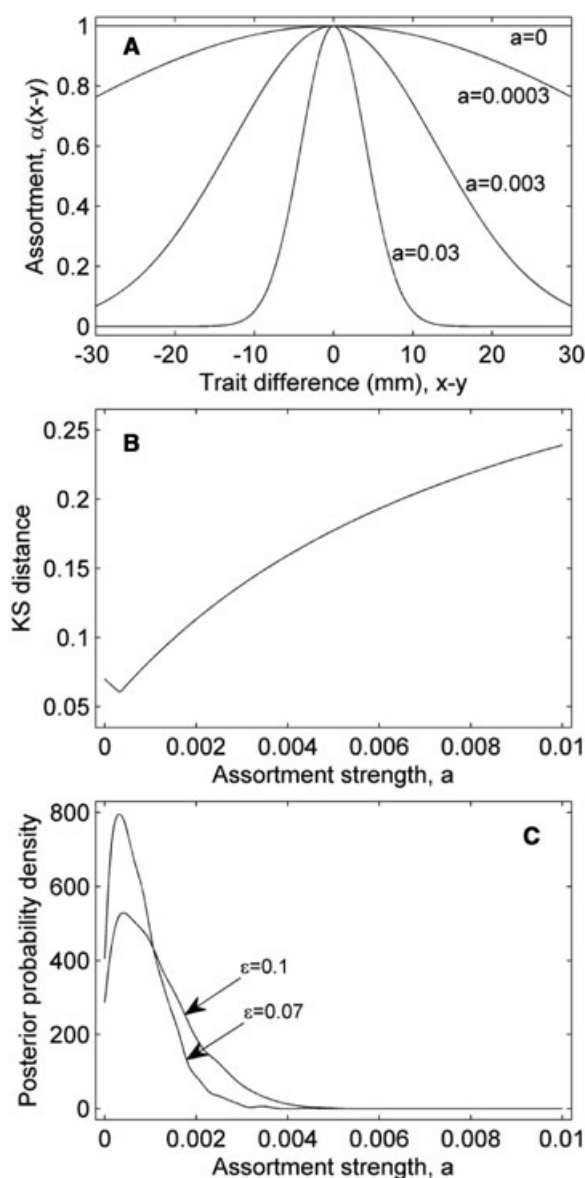 A
Assortment, α(x-y)
1
0.8
0.6
0.4
0.2
0
a=0
a=0.0003
a=0.003
a=0.03
-30 -20 -10 0 10 20 30
Trait difference (mm), x-y
B
KS distance
0.25
0.2
0.15
0.1
0.05
0 0.002 0.004 0.006 0.008 0.01
Assortment strength, a
C
Posterior probability density
800
600
400
200
0
ε=0.1
ε=0.07
0 0.002 0.004 0.006 0.008 0.01
Assortment strength, a